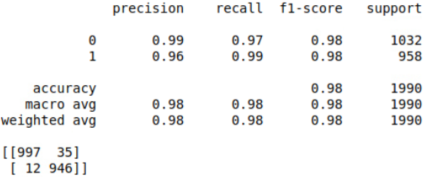 precision recall f1-score support
0 0.99 0.97 0.98 1032
1 0.96 0.99 0.98 958
accuracy 0.98 1990
macro avg 0.98 0.98 0.98 1990
weighted avg 0.98 0.98 0.98 1990
[[997 35]
[ 12 946]]